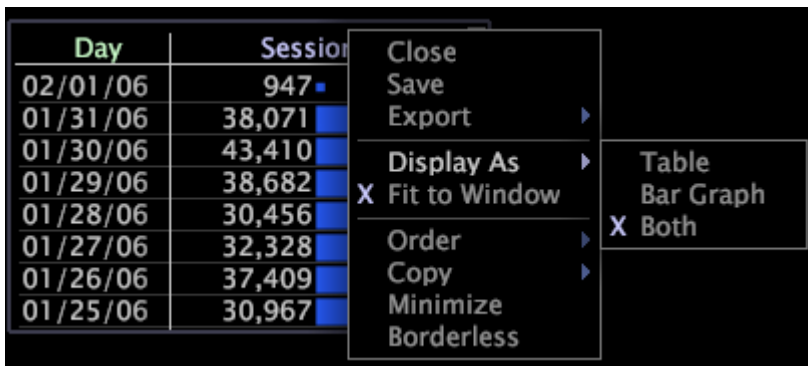 Day Session
02/01/06 947
01/31/06 38,071
01/30/06 43,410
01/29/06 38,682
01/28/06 30,456
01/27/06 32,328
01/26/06 37,409
01/25/06 30,967
Close
Save
Export
Display As
X Fit to Window
Order
Copy
Minimize
Borderless
Table
Bar Graph
X Both